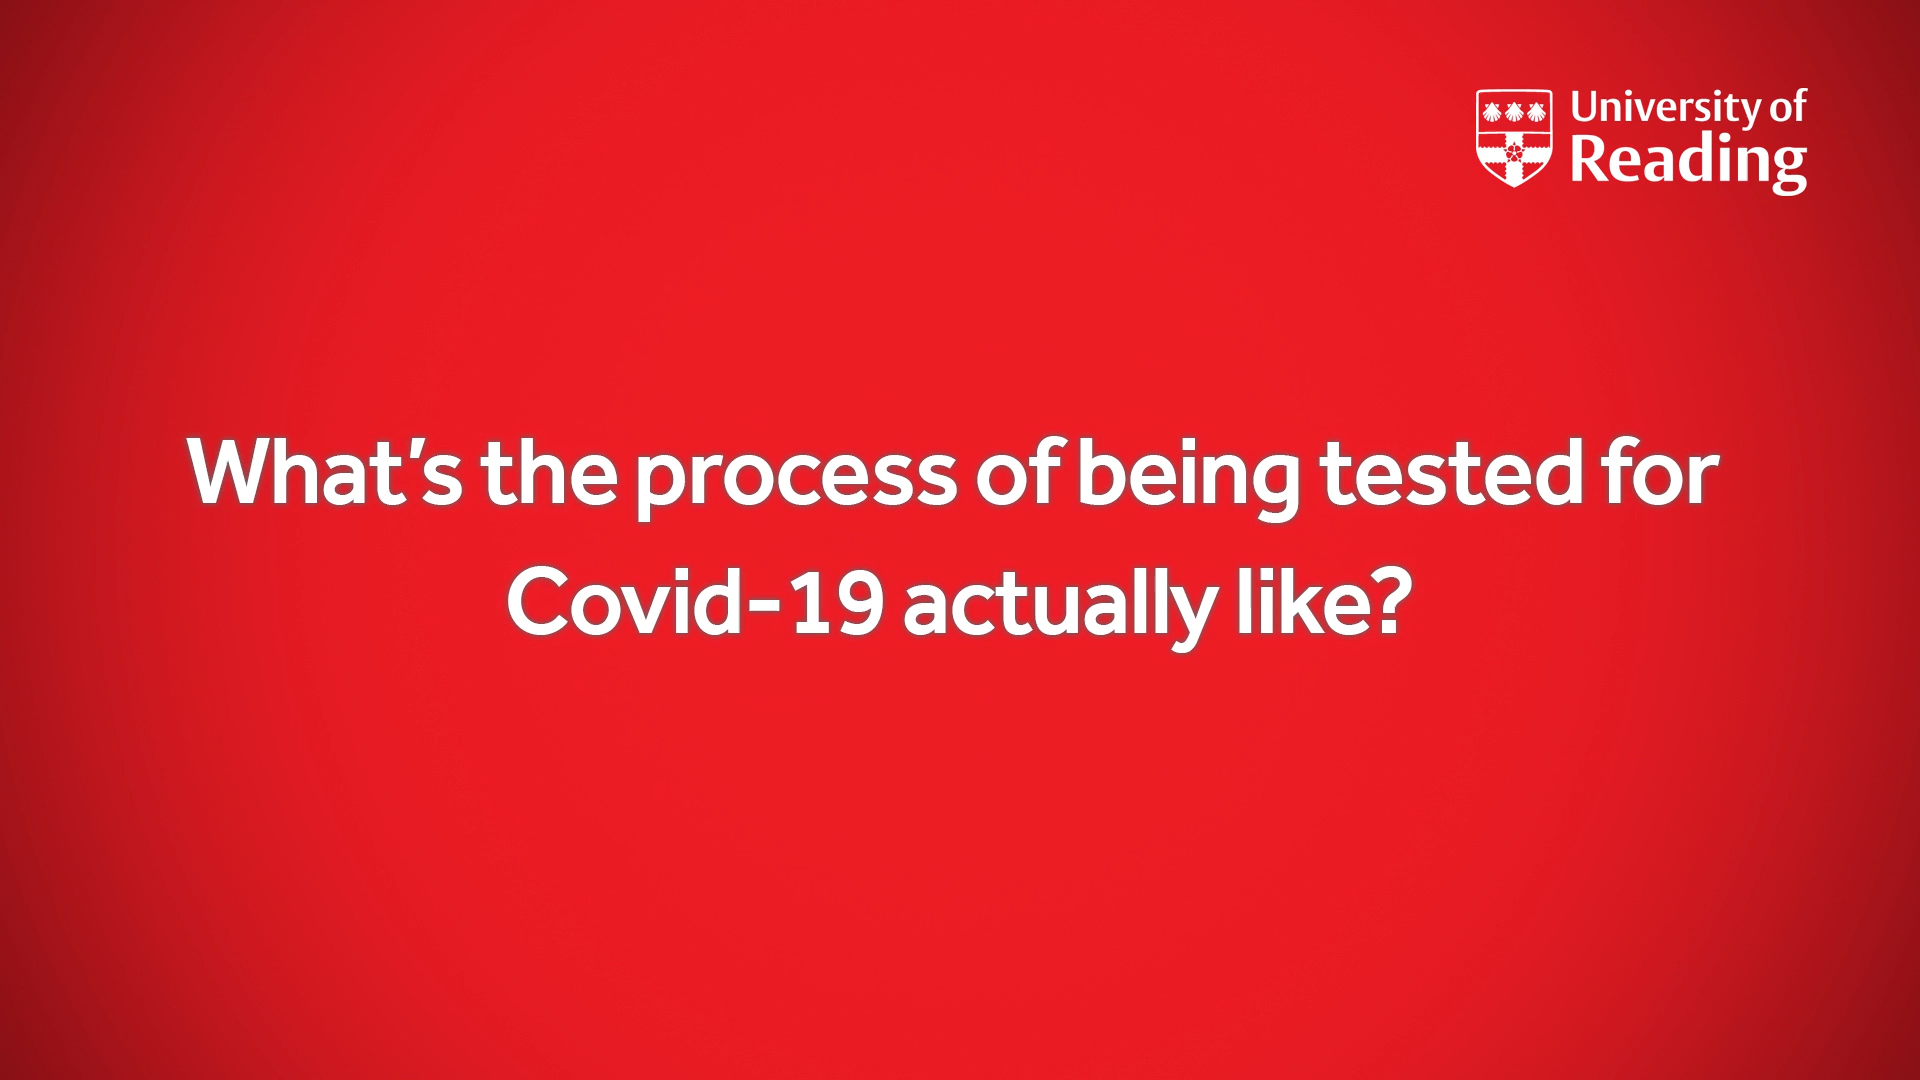 University of
Reading
What's the process of being tested for
Covid-19 actually like?